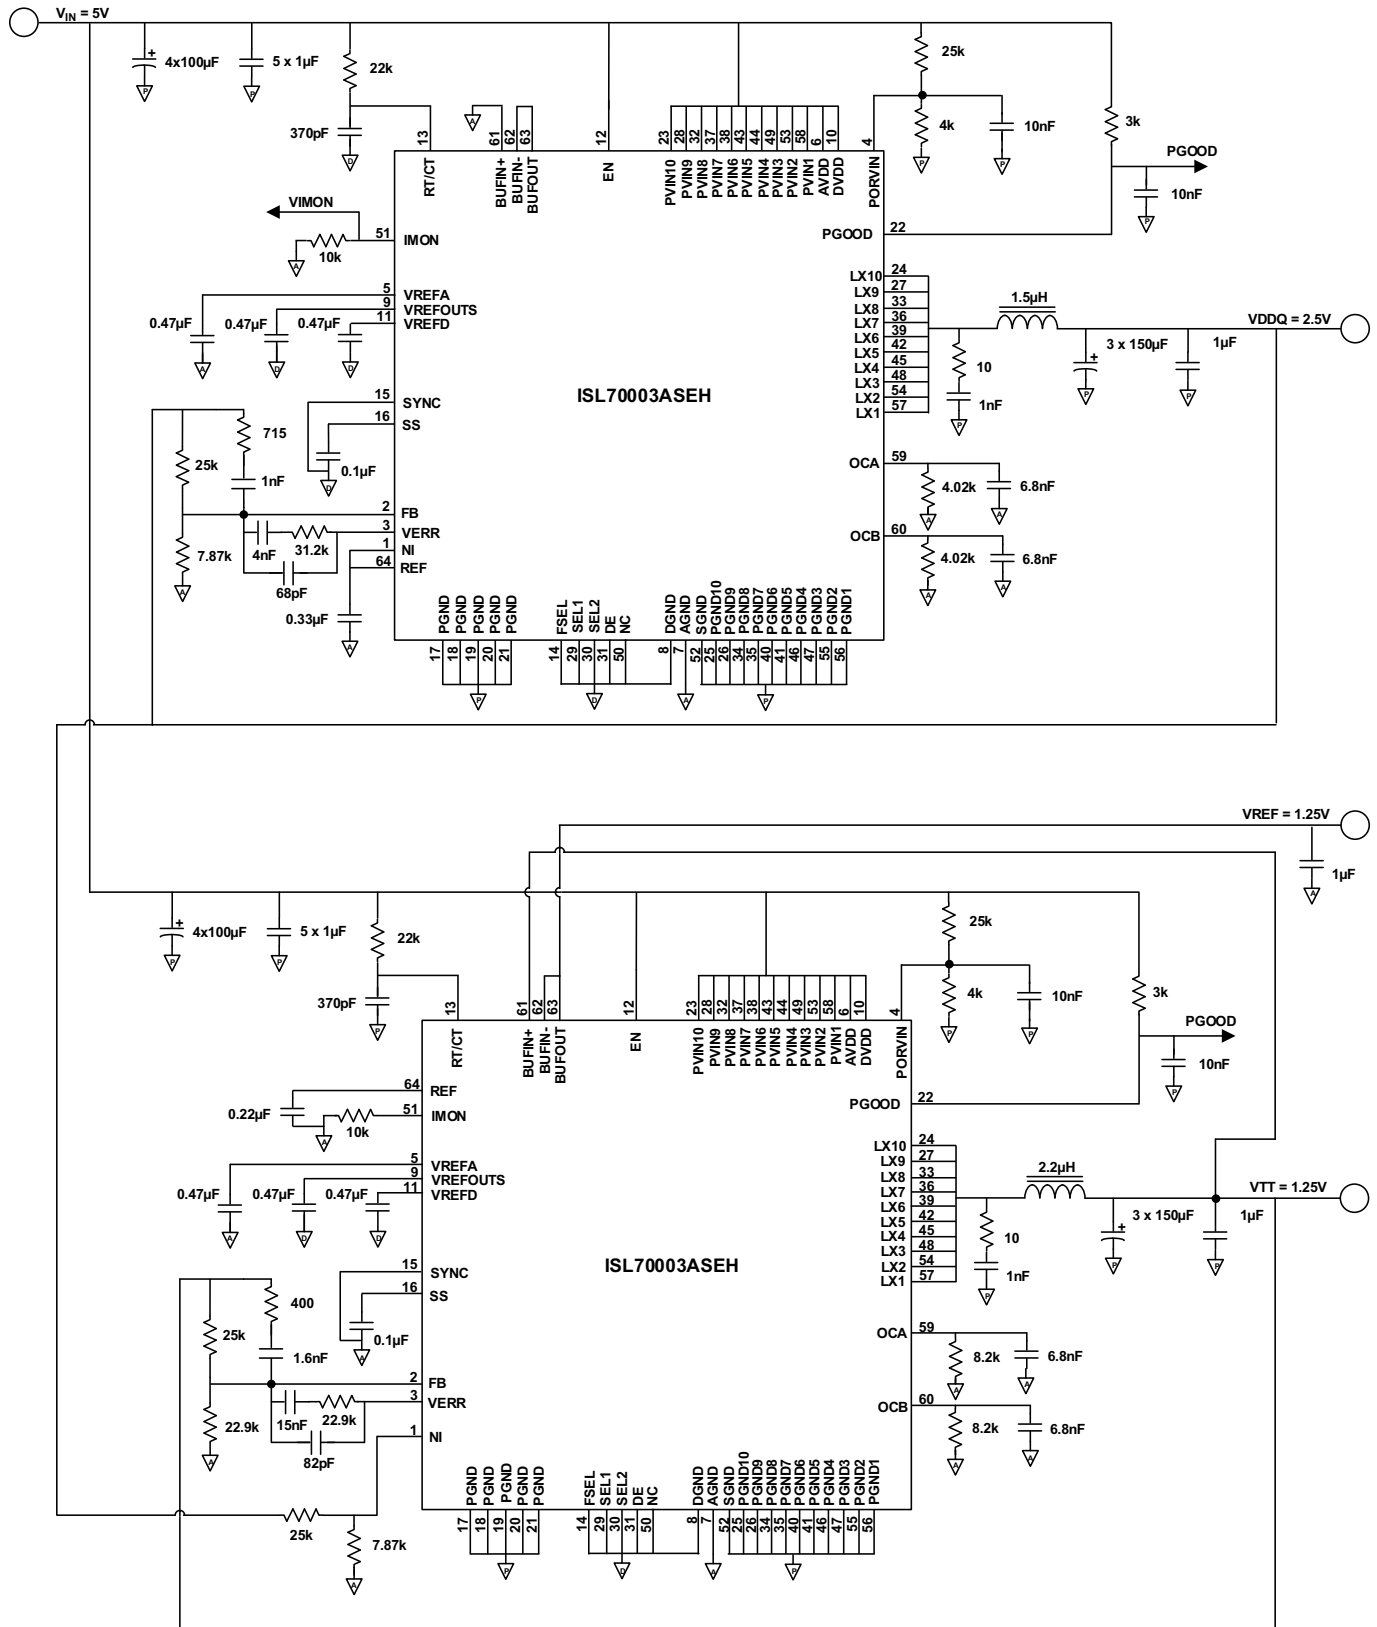 V_IN = 5V
4x100µF
5 x 1µF
22k
370pF
13
61
62
63
12
23
28
32
37
38
43
44
49
53
58
6
10
4
25k
4k
10nF
3k
PGOOD
10nF
RT/CT
BUFIN+
BUFIN-
BUFOUT
EN
PVIN10
PVIN9
PVIN8
PVIN7
PVIN6
PVIN5
PVIN4
PVIN3
PVIN2
PVIN1
AVDD
DVDD
PORVIN
VIMON
10k
51
IMON
PGOOD
22
5
VREFA
9
VREFOUTS
11
VREFD
0.47µF
0.47µF
0.47µF
LX10
24
LX9
27
LX8
33
LX7
36
LX6
39
LX5
42
LX4
45
LX3
48
LX2
54
LX1
57
1.5µH
10
1nF
3 x 150µF
1µF
VDDQ = 2.5V
ISL70003ASEH
15
SYNC
16
SS
0.1µF
715
25k
1nF
2
FB
3
VERR
1
NI
64
REF
7.87k
4nF
31.2k
68pF
0.33µF
OCA
59
4.02k
6.8nF
OCB
60
4.02k
6.8nF
PGND
PGND
PGND
PGND
PGND
FSEL
SEL1
SEL2
DE
NC
DGND
AGND
SGND
PGND10
PGND9
PGND8
PGND7
PGND6
PGND5
PGND4
PGND3
PGND2
PGND1
17
18
19
20
21
14
29
30
31
50
8
7
52
25
26
34
35
40
41
46
47
55
56
VREF = 1.25V
1µF
4x100µF
5 x 1µF
22k
370pF
13
61
62
63
12
23
28
32
37
38
43
44
49
53
58
6
10
4
25k
4k
10nF
3k
PGOOD
10nF
RT/CT
BUFIN+
BUFIN-
BUFOUT
EN
PVIN10
PVIN9
PVIN8
PVIN7
PVIN6
PVIN5
PVIN4
PVIN3
PVIN2
PVIN1
AVDD
DVDD
PORVIN
64
REF
0.22µF
10k
51
IMON
PGOOD
22
5
VREFA
9
VREFOUTS
11
VREFD
0.47µF
0.47µF
0.47µF
LX10
24
LX9
27
LX8
33
LX7
36
LX6
39
LX5
42
LX4
45
LX3
48
LX2
54
LX1
57
2.2µH
10
1nF
3 x 150µF
1µF
VTT = 1.25V
ISL70003ASEH
15
SYNC
16
SS
0.1µF
400
25k
1.6nF
2
FB
3
VERR
1
NI
22.9k
15nF
22.9k
82pF
25k
7.87k
OCA
59
8.2k
6.8nF
OCB
60
8.2k
6.8nF
PGND
PGND
PGND
PGND
PGND
FSEL
SEL1
SEL2
DE
NC
DGND
AGND
SGND
PGND10
PGND9
PGND8
PGND7
PGND6
PGND5
PGND4
PGND3
PGND2
PGND1
17
18
19
20
21
14
29
30
31
50
8
7
52
25
26
34
35
40
41
46
47
55
56